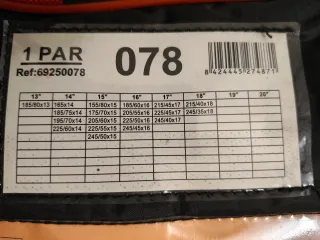 1 PAR
Ref:69250078
078
8 424445 274871
13" 14" 15" 16" 17" 18" 19" 20"
185/80x13 165x14 155/80x15 185/60x16 215/45x17 215/40x18
185/75x14 175/70x15 205/55x16 225/45x17 245/35x18
195/70x14 205/60x15 225/50x16 245/40x17
225/60x14 225/55x15 245/45x16
245/50x15